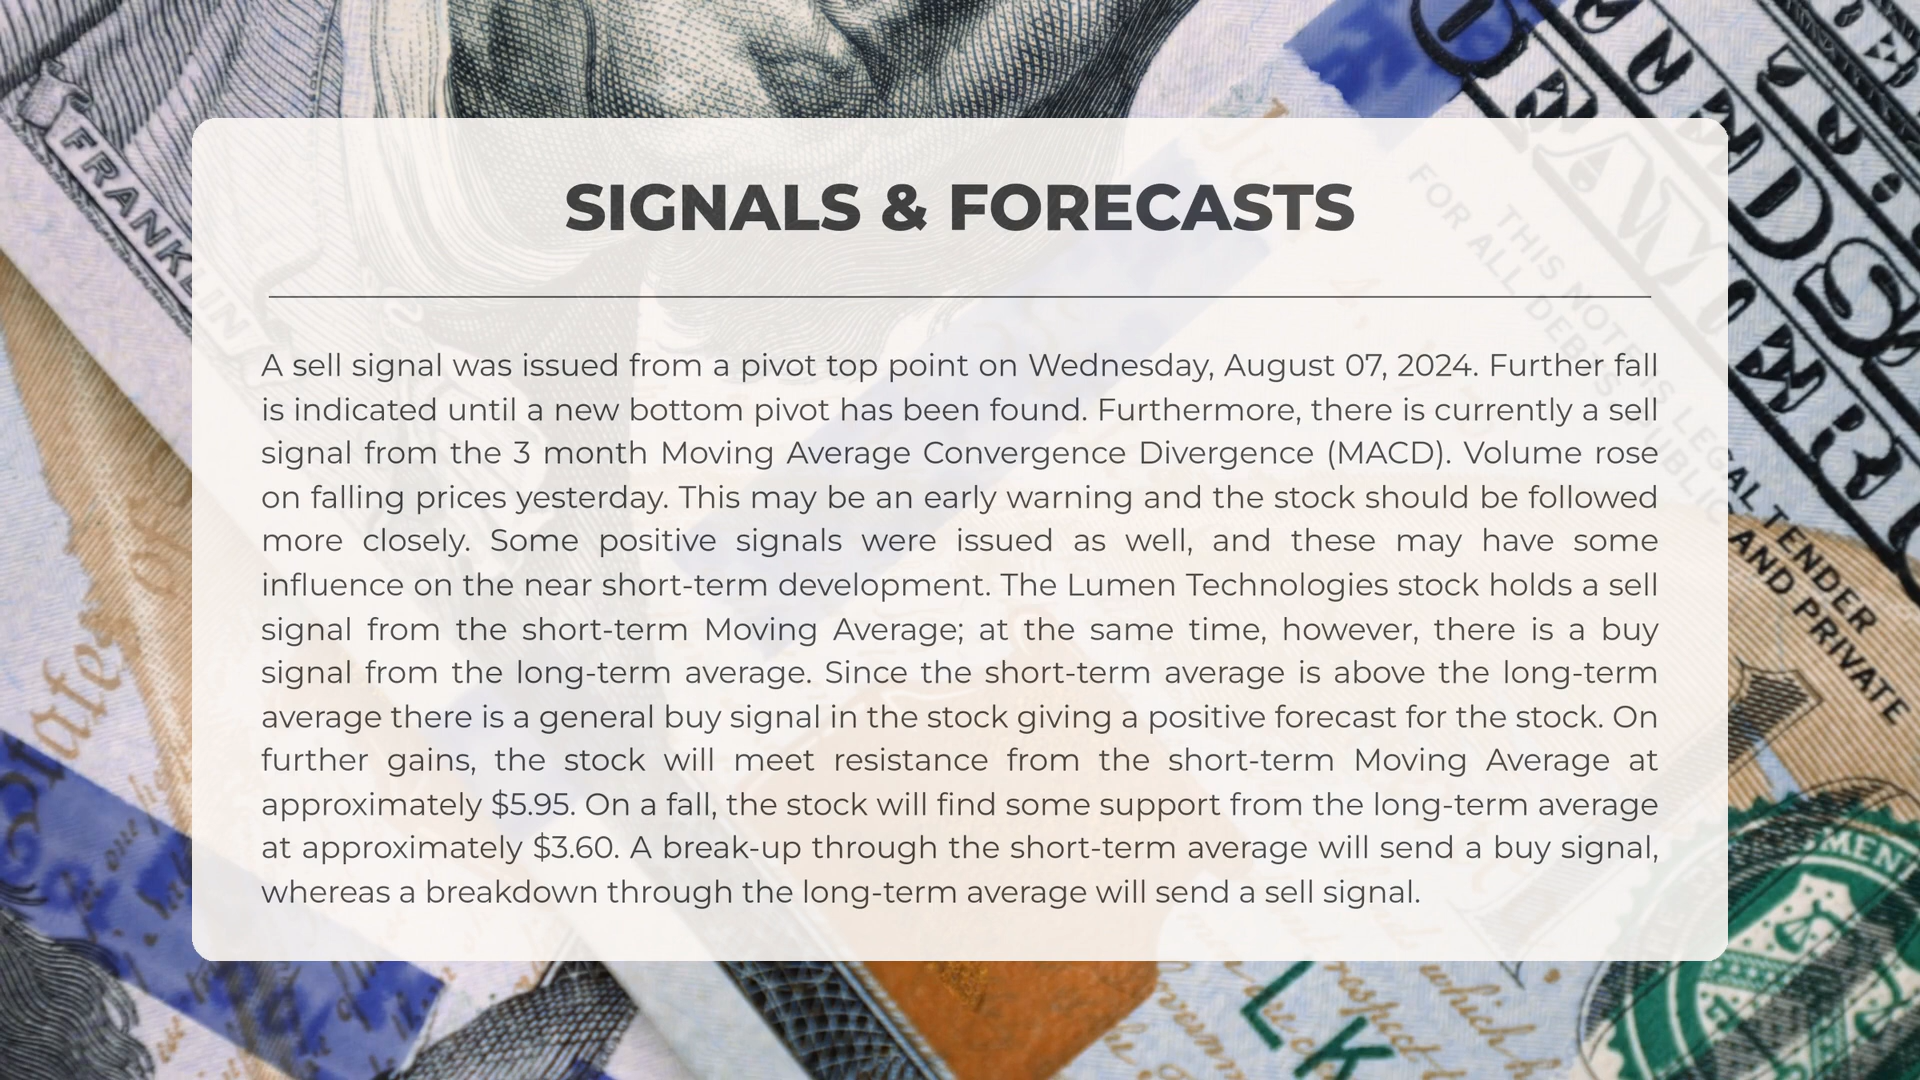 SIGNALS & FORECASTS
A sell signal was issued from a pivot top point on Wednesday, August 07, 2024. Further fall
is indicated until a new bottom pivot has been found. Furthermore, there is currently a sell
signal from the 3 month Moving Average Convergence Divergence (MACD). Volume rose
on falling prices yesterday. This may be an early warning and the stock should be followed
more closely. Some positive signals were issued as well, and these may have some
influence on the near short-term development. The Lumen Technologies stock holds a sell
signal from the short-term Moving Average; at the same time, however, there is a buy
signal from the long-term average. Since the short-term average is above the long-term
average there is a general buy signal in the stock giving a positive forecast for the stock. On
further gains, the stock will meet resistance from the short-term Moving Average at
approximately $5.95. On a fall, the stock will find some support from the long-term average
at approximately $3.60. A break-up through the short-term average will send a buy signal,
whereas a breakdown through the long-term average will send a sell signal.
FRANKLIN
THIS NOTE IS LEGAL TENDER
FOR ALL DEBTS PUBLIC AND PRIVATE